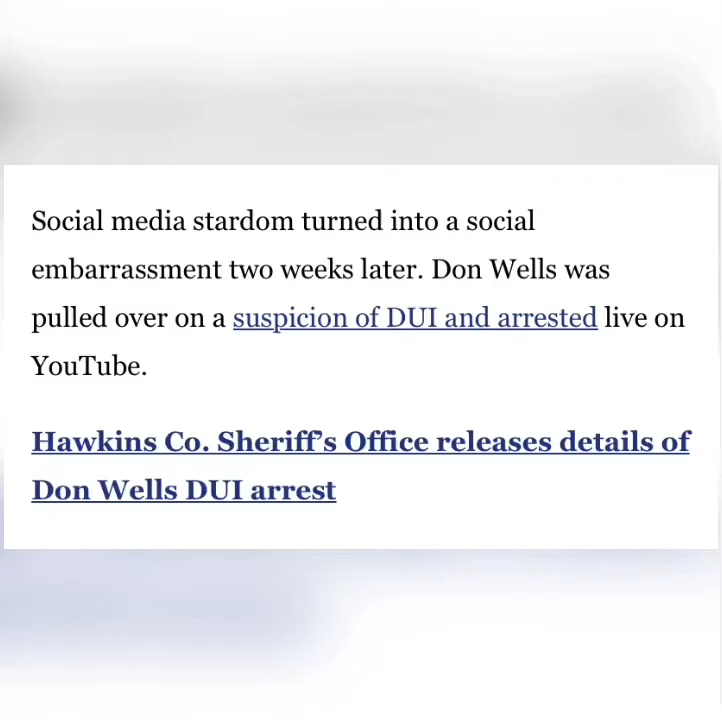 Social media stardom turned into a social
embarrassment two weeks later. Don Wells was
pulled over on a suspicion of DUI and arrested live on
YouTube.
Hawkins Co. Sheriff’s Office releases details of
Don Wells DUI arrest